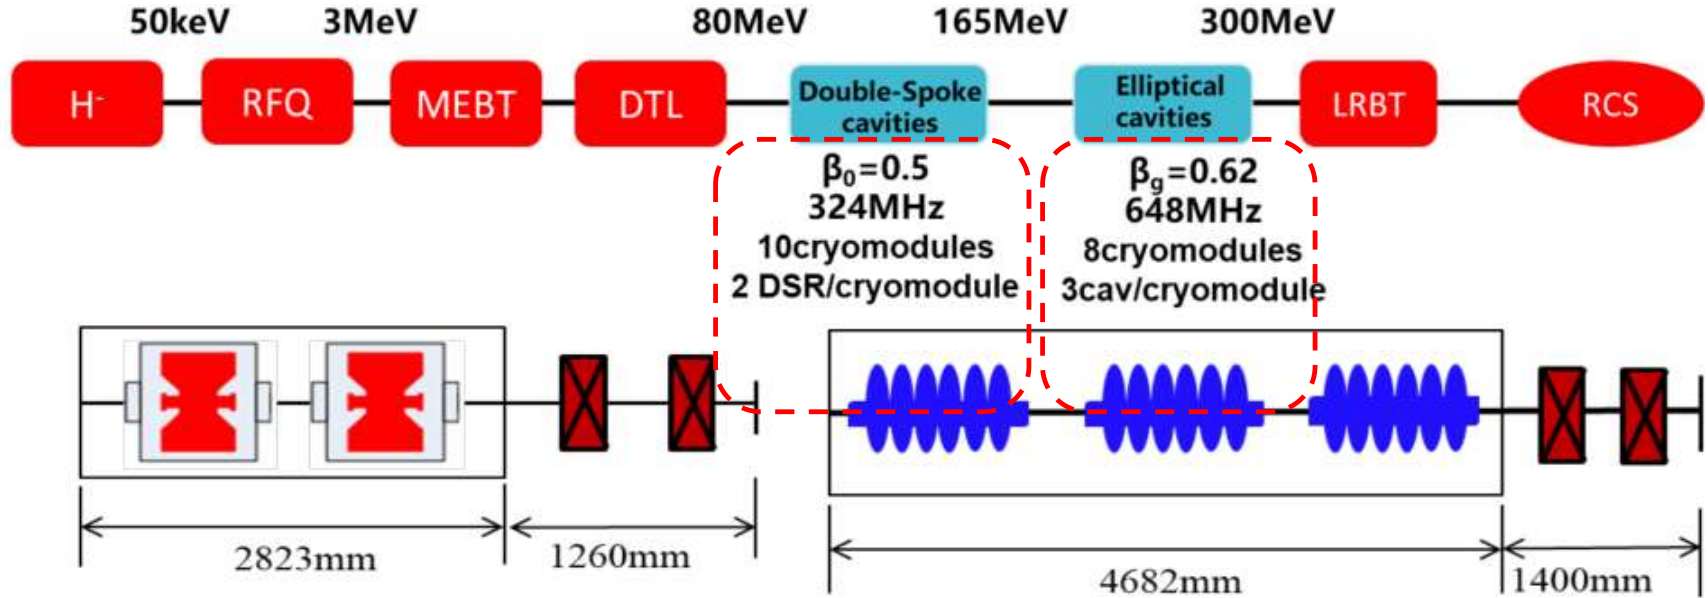 50keV 3MeV 80MeV 165MeV 300MeV
H- RFQ MEBT DTL Double-Spoke cavities Elliptical cavities LRBT RCS
β0=0.5
324MHz
10cryomodules
2 DSR/cryomodule
βg=0.62
648MHz
8cryomodules
3cav/cryomodule
2823mm
1260mm
4682mm
1400mm